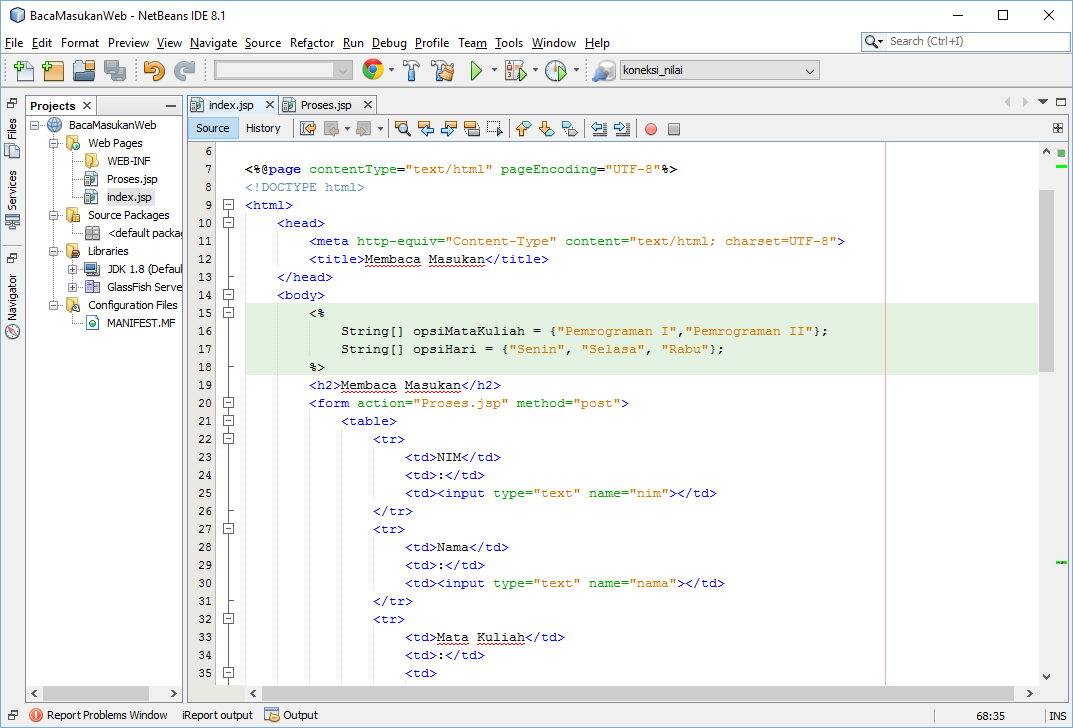 BacaMasukanWeb - NetBeans IDE 8.1
File Edit Format Preview View Navigate Source Refactor Run Debug Profile Team Tools Window Help
Search (Ctrl+I)
koneksi_nilai
Files
Services
Navigator
Projects
BacaMasukanWeb
Web Pages
WEB-INF
Proses.jsp
index.jsp
Source Packages
<default packa
Libraries
JDK 1.8 (Defaul
GlassFish Serve
Configuration Files
MANIFEST.MF
index.jsp Proses.jsp
Source History
6
7 <%@page contentType="text/html" pageEncoding="UTF-8"%>
8 <!DOCTYPE html>
9 <html>
10 <head>
11 <meta http-equiv="Content-Type" content="text/html; charset=UTF-8">
12 <title>Membaca Masukan</title>
13 </head>
14 <body>
15 <%
16 String[] opsiMataKuliah = {"Pemrograman I","Pemrograman II"};
17 String[] opsiHari = {"Senin", "Selasa", "Rabu"};
18 %>
19 <h2>Membaca Masukan</h2>
20 <form action="Proses.jsp" method="post">
21 <table>
22 <tr>
23 <td>NIM</td>
24 <td>:</td>
25 <td><input type="text" name="nim"></td>
26 </tr>
27 <tr>
28 <td>Nama</td>
29 <td>:</td>
30 <td><input type="text" name="nama"></td>
31 </tr>
32 <tr>
33 <td>Mata Kuliah</td>
34 <td>:</td>
35 <td>
Report Problems Window iReport output Output
68:35 INS